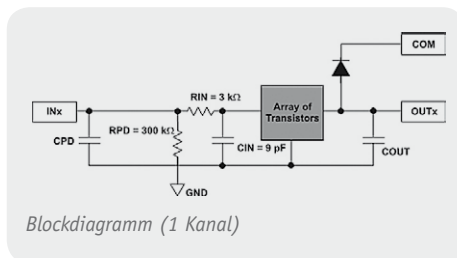 COM
RIN = 3 kΩ
INx
Array of
Transistors
OUTx
RPD = 300 kΩ
CPD
CIN = 9 pF
COUT
GND
Blockdiagramm (1 Kanal)